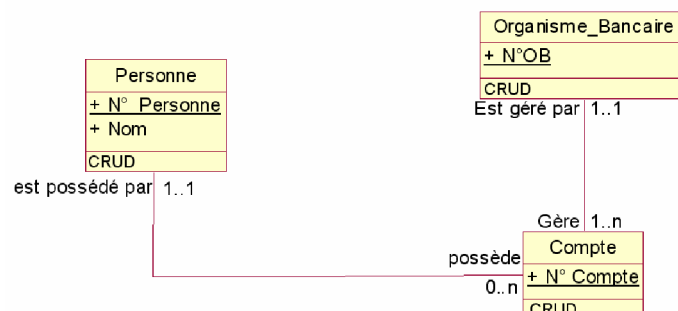 Organisme_Bancaire
+ N°OB
CRUD
Personne
+ N° Personne
+ Nom
CRUD
Est géré par 1..1
est possédé par 1..1
Gère 1..n
possède
0..n
Compte
+ N° Compte
CRUD